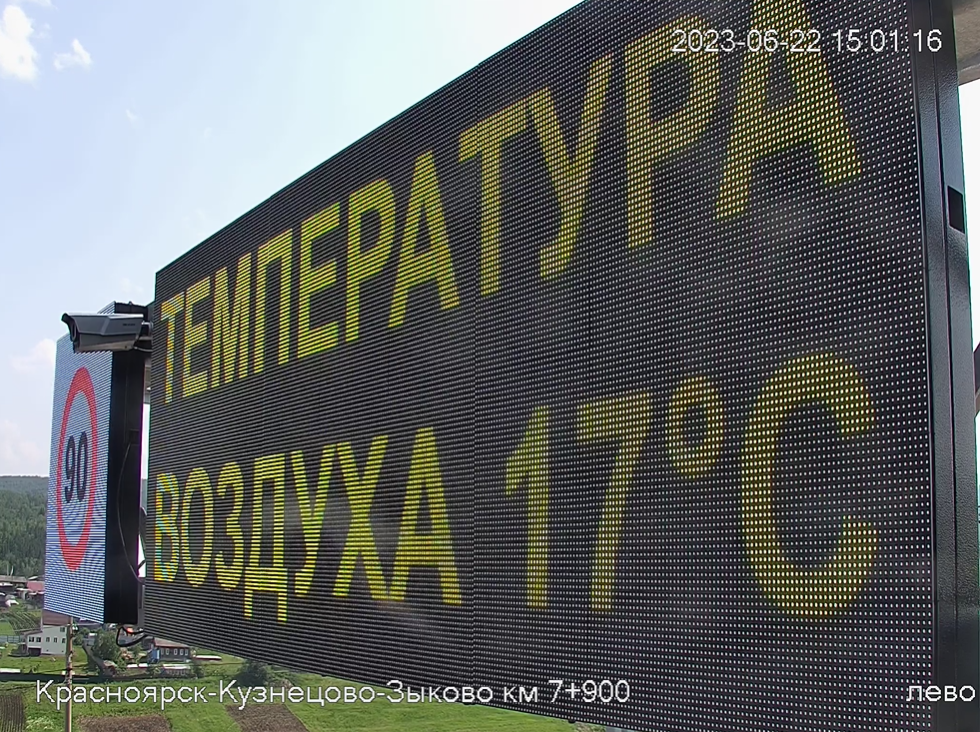 2023-06-22 15:01:16
ТЕМПЕРАТУРА
ВОЗДУХА 17°C
90
Красноярск-Кузнецово-Зыково км 7+900
лево